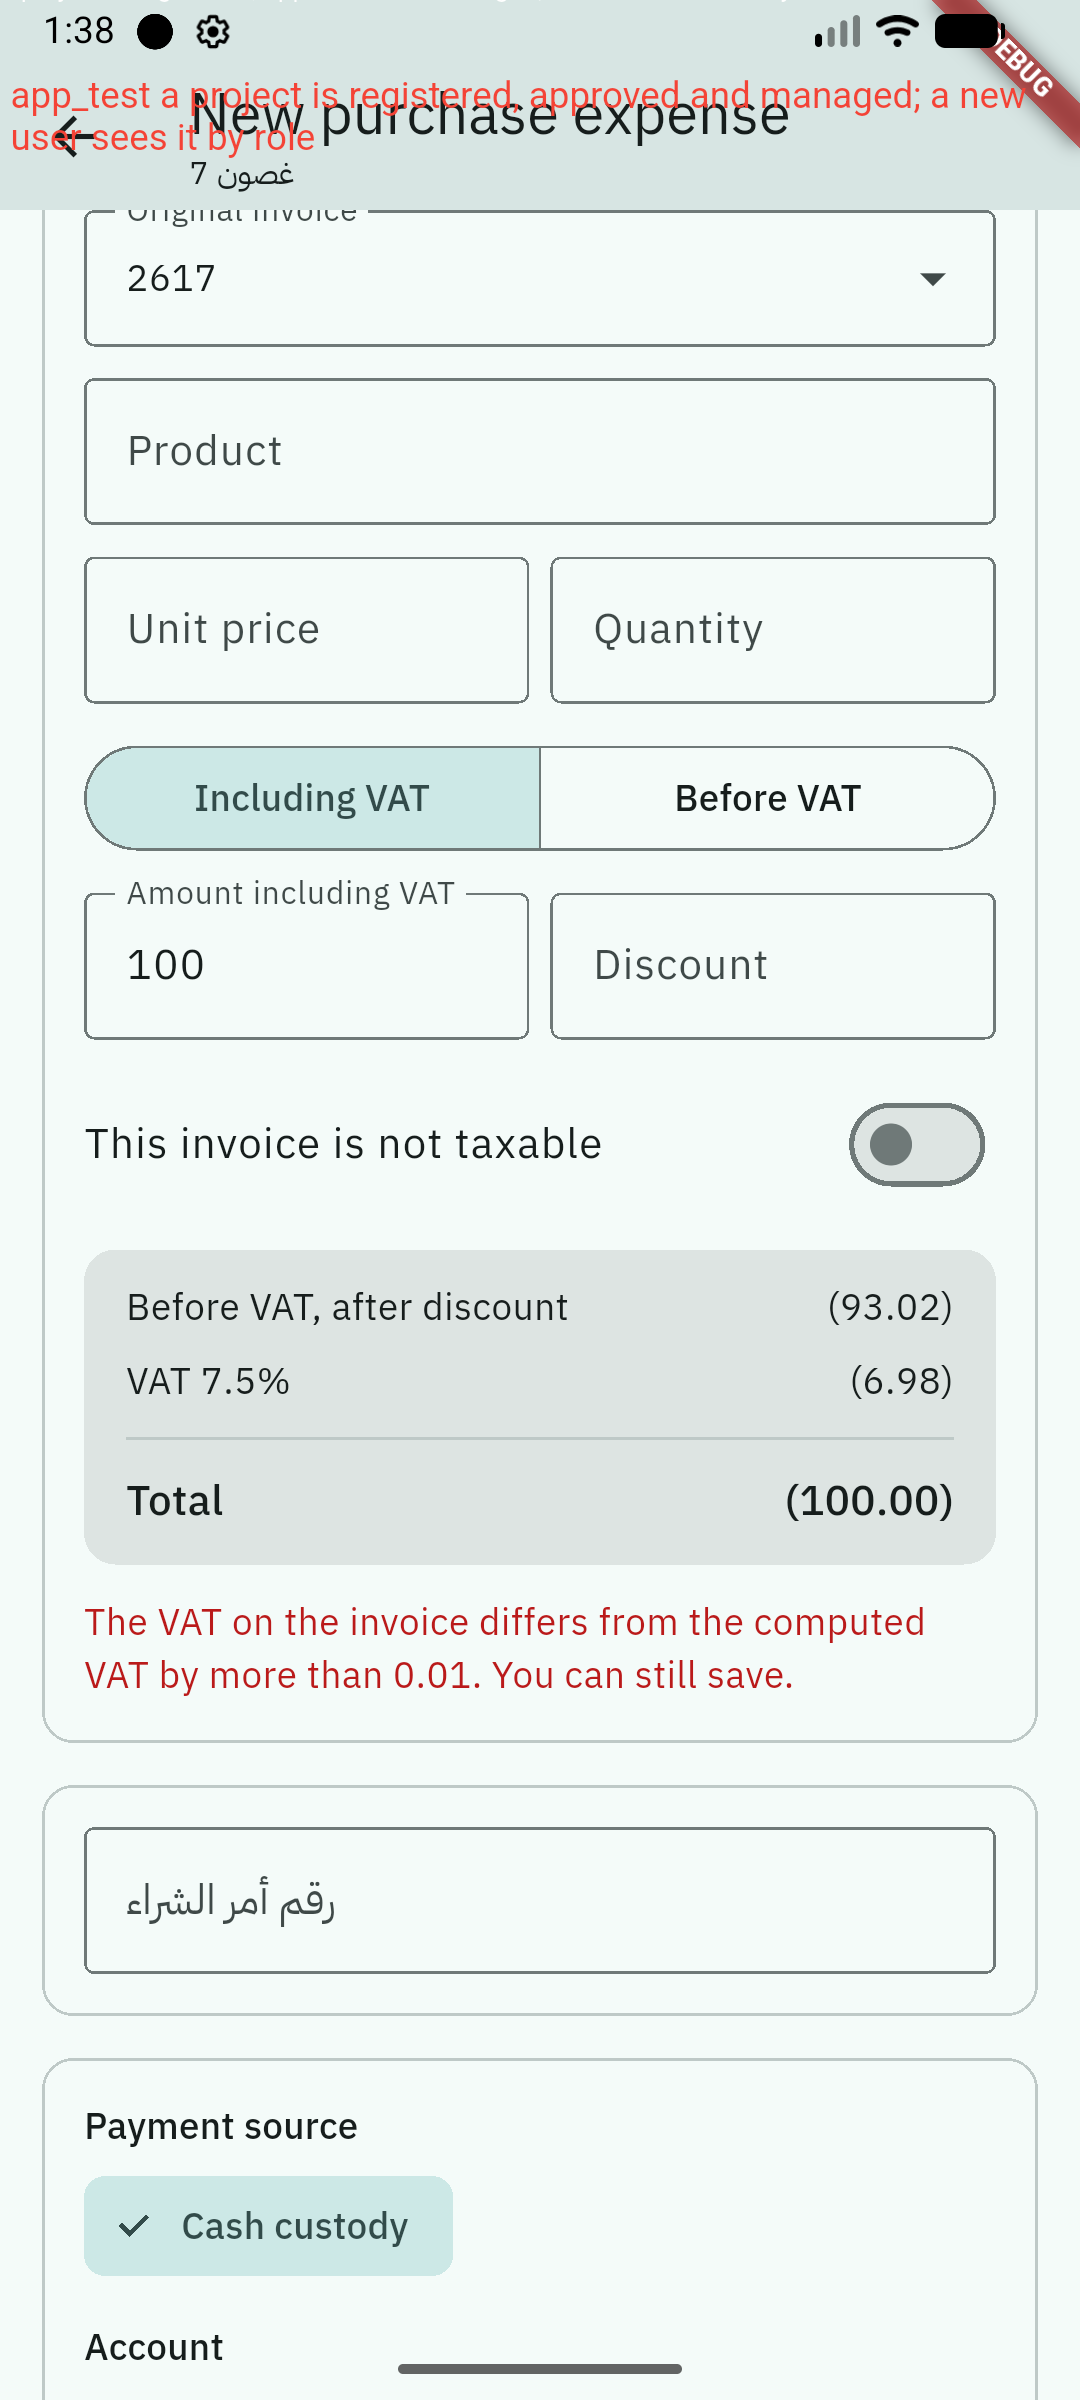 1:38
DEBUG
app_test a project is registered, approved and managed; a new
user sees it by role
New purchase expense
غصون 7
Original invoice
2617
Product
Unit price
Quantity
Including VAT
Before VAT
Amount including VAT
100
Discount
This invoice is not taxable
Before VAT, after discount (93.02)
VAT 7.5% (6.98)
Total (100.00)
The VAT on the invoice differs from the computed
VAT by more than 0.01. You can still save.
رقم أمر الشراء
Payment source
Cash custody
Account